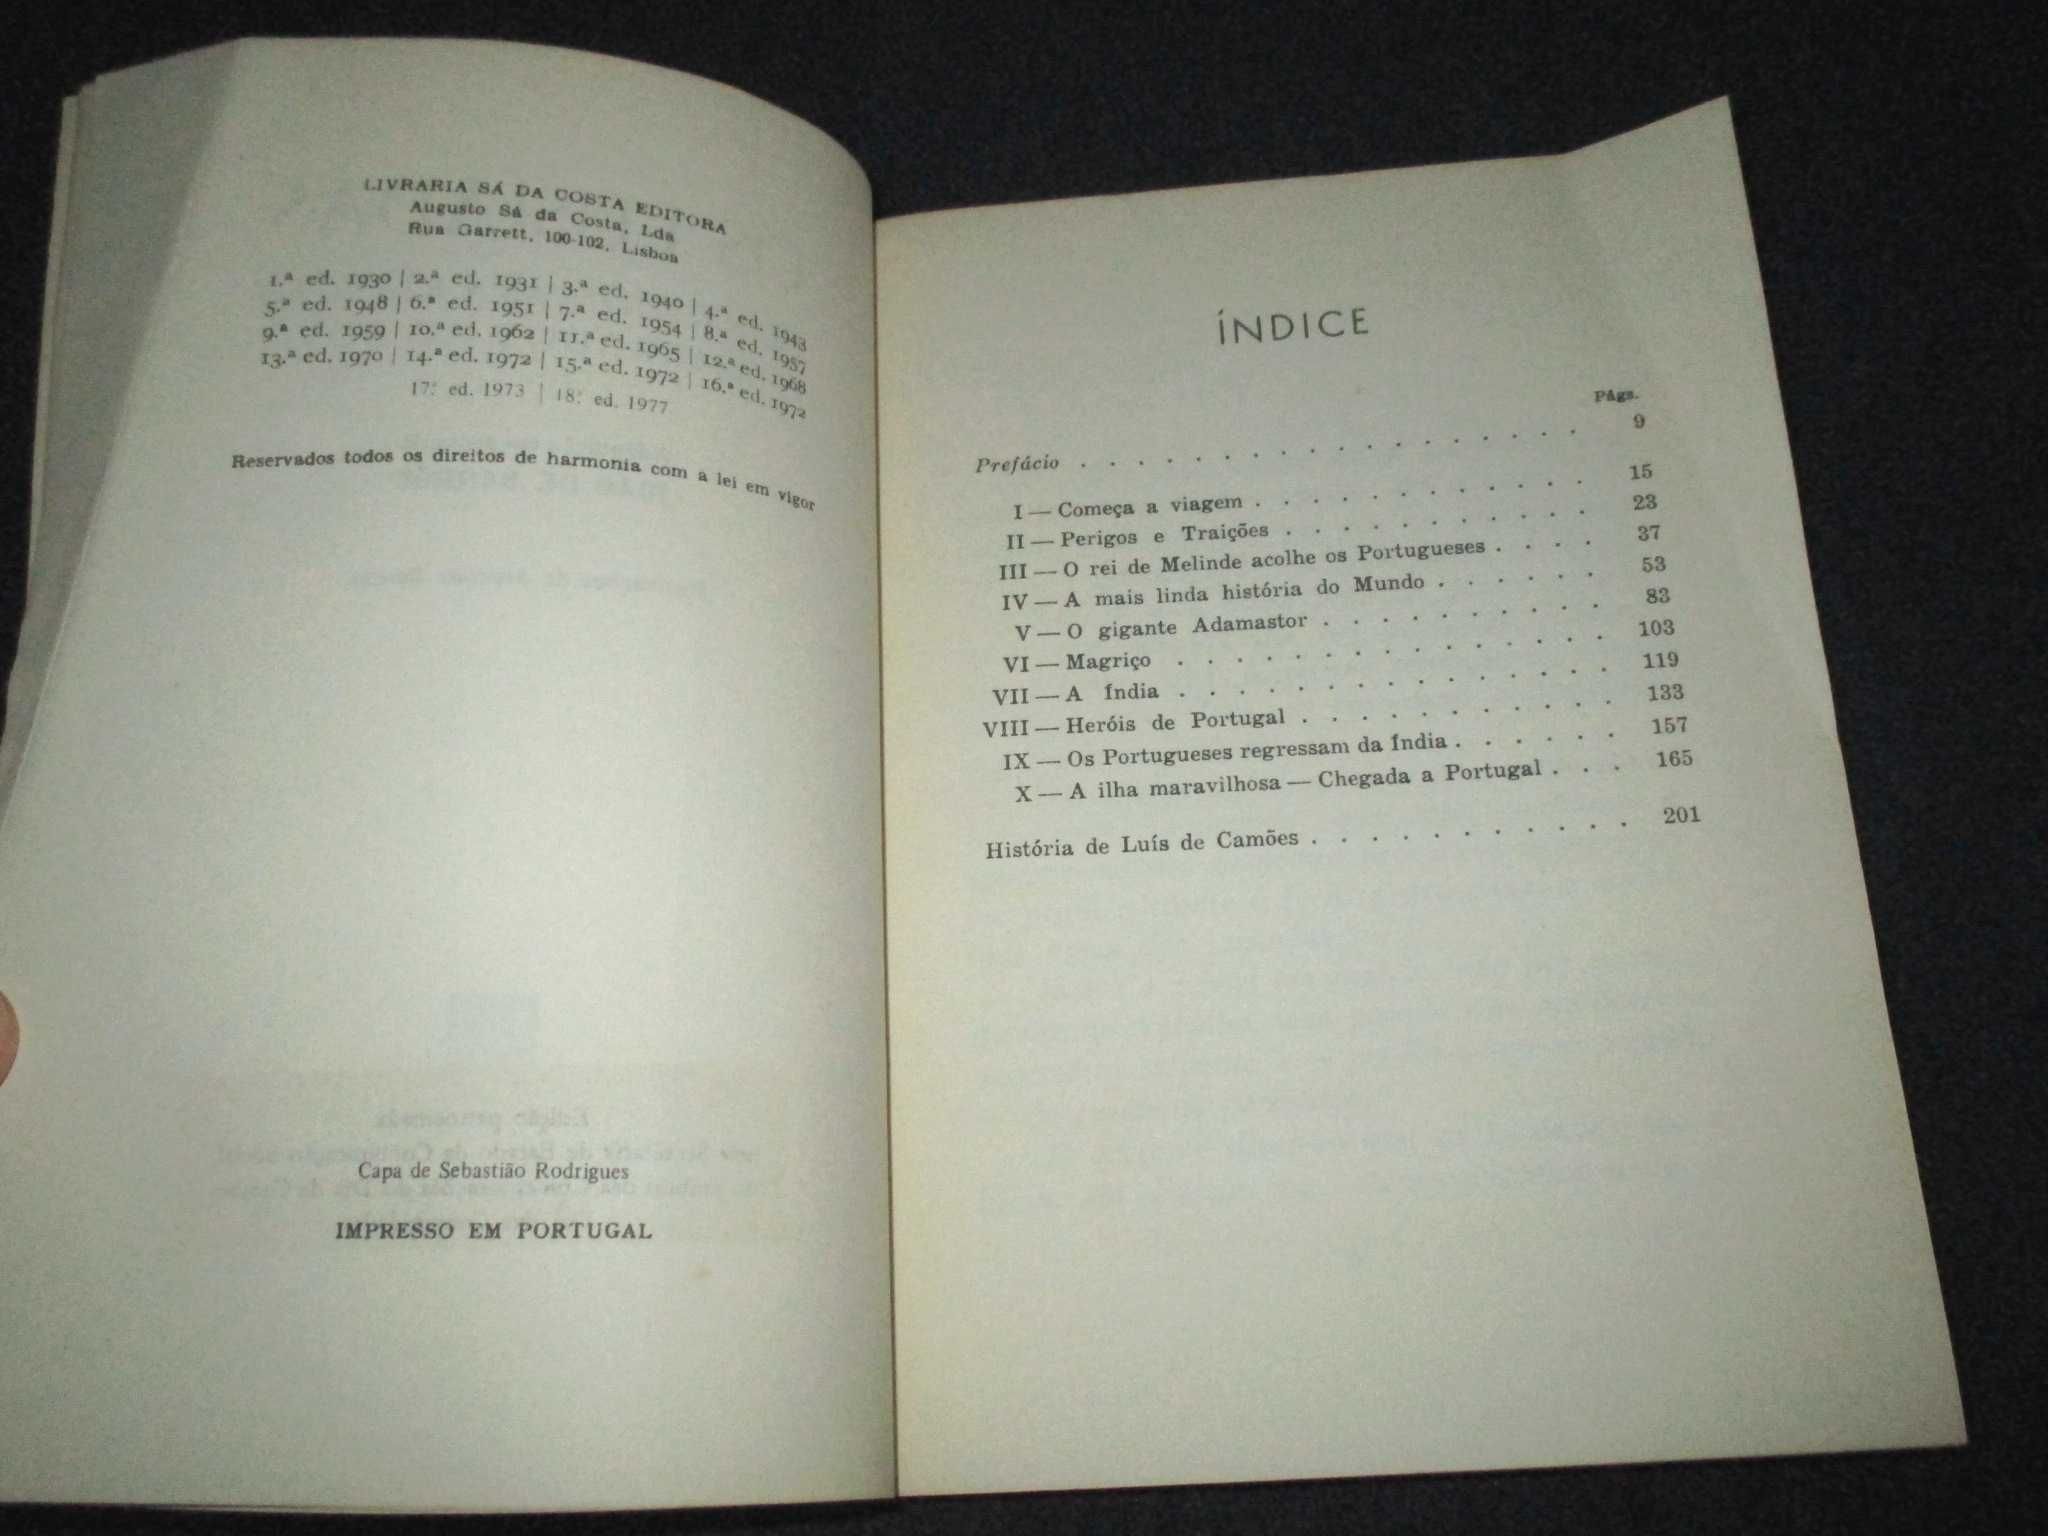 LIVRARIA SÁ DA COSTA EDITORA
Augusto Sá da Costa, Lda
Rua Garrett, 100-102, Lisboa
1.ª ed. 1930 | 2.ª ed. 1931 | 3.ª ed. 1940 | 4.ª ed. 1943
5.ª ed. 1948 | 6.ª ed. 1951 | 7.ª ed. 1954 | 8.ª ed. 1957
9.ª ed. 1959 | 10.ª ed. 1962 | 11.ª ed. 1965 | 12.ª ed. 1968
13.ª ed. 1970 | 14.ª ed. 1972 | 15.ª ed. 1972 | 16.ª ed. 1972
17.ª ed. 1973 | 18.ª ed. 1977
Reservados todos os direitos de harmonia com a lei em vigor
Capa de Sebastião Rodrigues
IMPRESSO EM PORTUGAL
ÍNDICE
Págs.
Prefácio . . . . . . . . . . . . . . . . . . 9
I — Começa a viagem . . . . . . . . . . . . 15
II — Perigos e Traições . . . . . . . . . . . 23
III — O rei de Melinde acolhe os Portugueses . . . . 37
IV — A mais linda história do Mundo . . . . . . 53
V — O gigante Adamastor . . . . . . . . . . 83
VI — Magriço . . . . . . . . . . . . . . . 103
VII — A Índia . . . . . . . . . . . . . . . 119
VIII — Heróis de Portugal . . . . . . . . . . . 133
IX — Os Portugueses regressam da Índia . . . . . . 157
X — A ilha maravilhosa — Chegada a Portugal . . . 165
História de Luís de Camões . . . . . . . . . . . 201